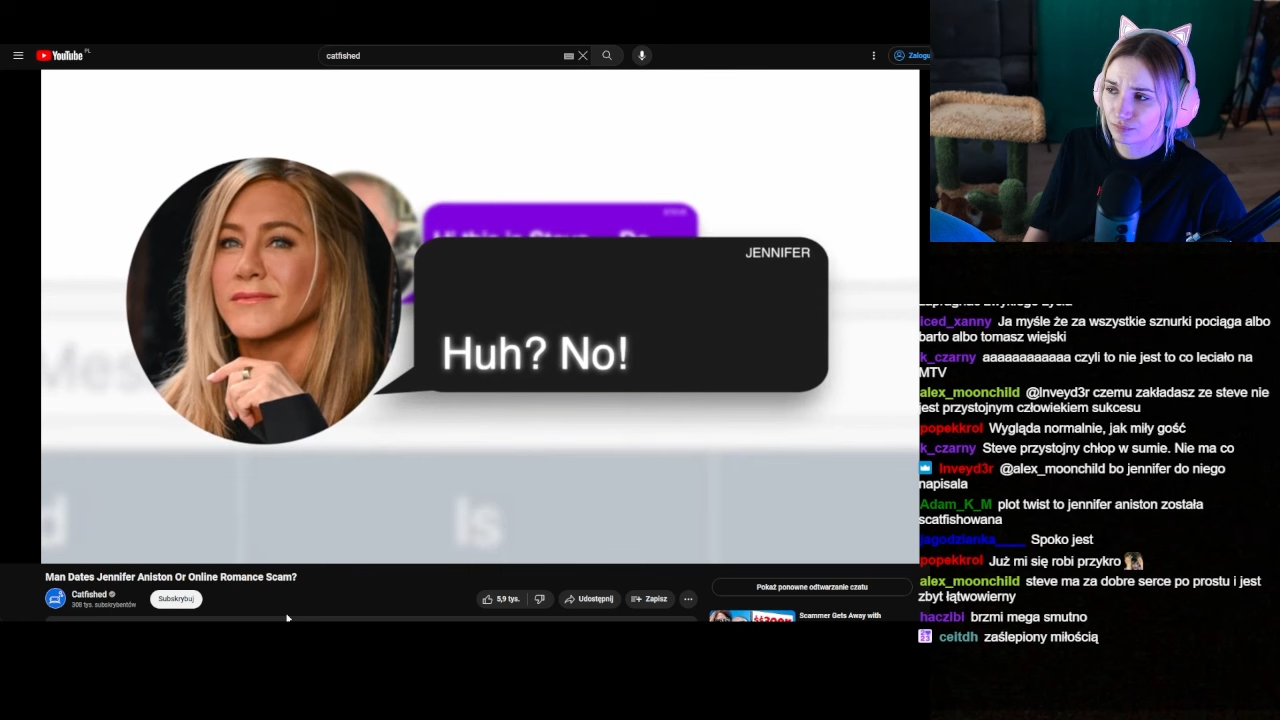 YouTube PL
catfished
Zalogu
JENNIFER
Huh? No!
Is
Man Dates Jennifer Aniston Or Online Romance Scam?
Catfished
308 tys. subskrybentów
Subskrybuj
5,9 tys.
Udostępnij
Zapisz
Pokaż ponowne odtwarzanie czatu
Scammer Gets Away with
iced_xanny Ja myśle że za wszystkie sznurki pociąga albo
barto albo tomasz wiejski
k_czarny aaaaaaaaaaaa czyli to nie jest to co leciało na
MTV
alex_moonchild @Inveyd3r czemu zakładasz ze steve nie
jest przystojnym człowiekiem sukcesu
popekkrol Wygląda normalnie, jak miły gość
k_czarny Steve przystojny chłop w sumie. Nie ma co
Inveyd3r @alex_moonchild bo jennifer do niego
napisala
Adam_K_M plot twist to jennifer aniston została
scatfishowana
jagodzianka____ Spoko jest
popekkrol Już mi się robi przykro
alex_moonchild steve ma za dobre serce po prostu i jest
zbyt łątwowierny
haczibi brzmi mega smutno
ceitdh zaślepiony miłością